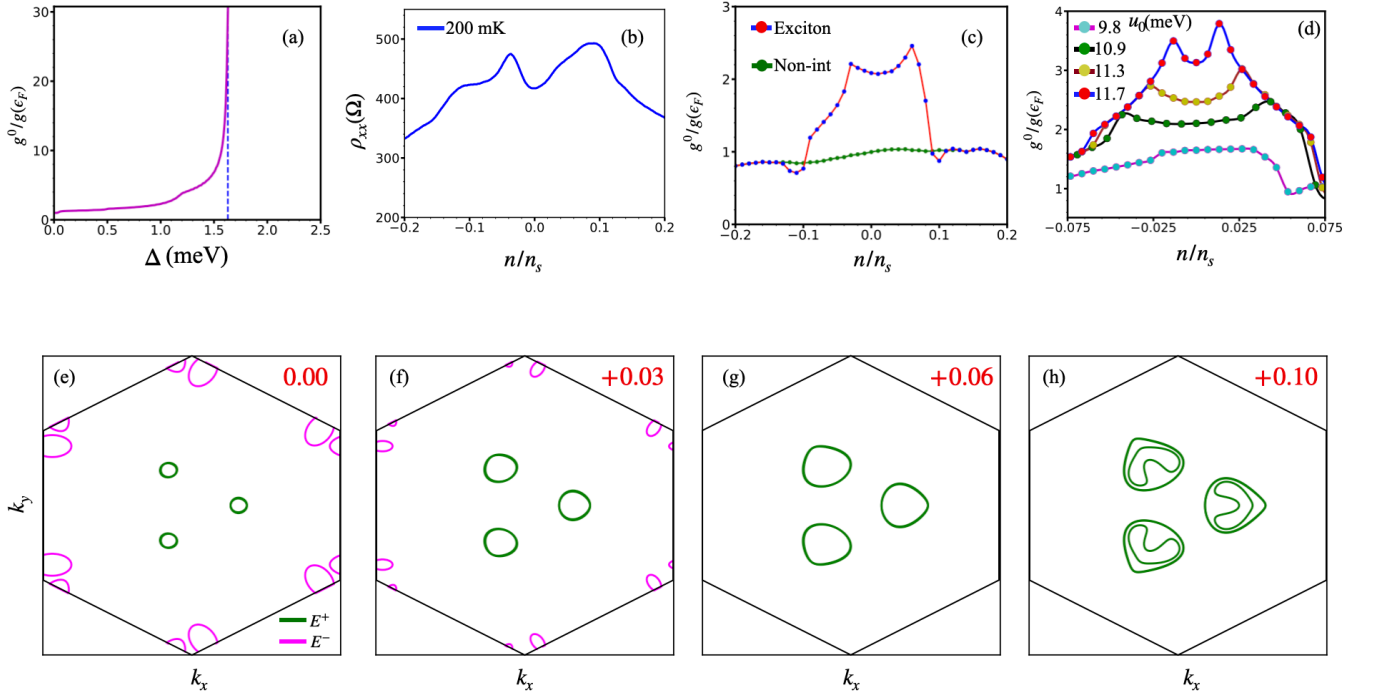 (a)
g⁰/g(ϵ_F)
30
20
10
0
0.0 0.5 1.0 1.5 2.0 2.5
Δ (meV)
(b)
200 mK
ρ_xx(Ω)
500
400
300
200
−0.2 −0.1 0.0 0.1 0.2
n/n_s
(c)
Exciton
Non-int
g⁰/g(ϵ_F)
3
2
1
0
−0.2 −0.1 0.0 0.1 0.2
n/n_s
(d)
u₀(meV)
9.8
10.9
11.3
11.7
g⁰/g(ϵ_F)
4
3
2
1
−0.075 −0.025 0.025 0.075
n/n_s
(e)
0.00
k_y
E⁺
E⁻
k_x
(f)
+0.03
k_x
(g)
+0.06
k_x
(h)
+0.10
k_x